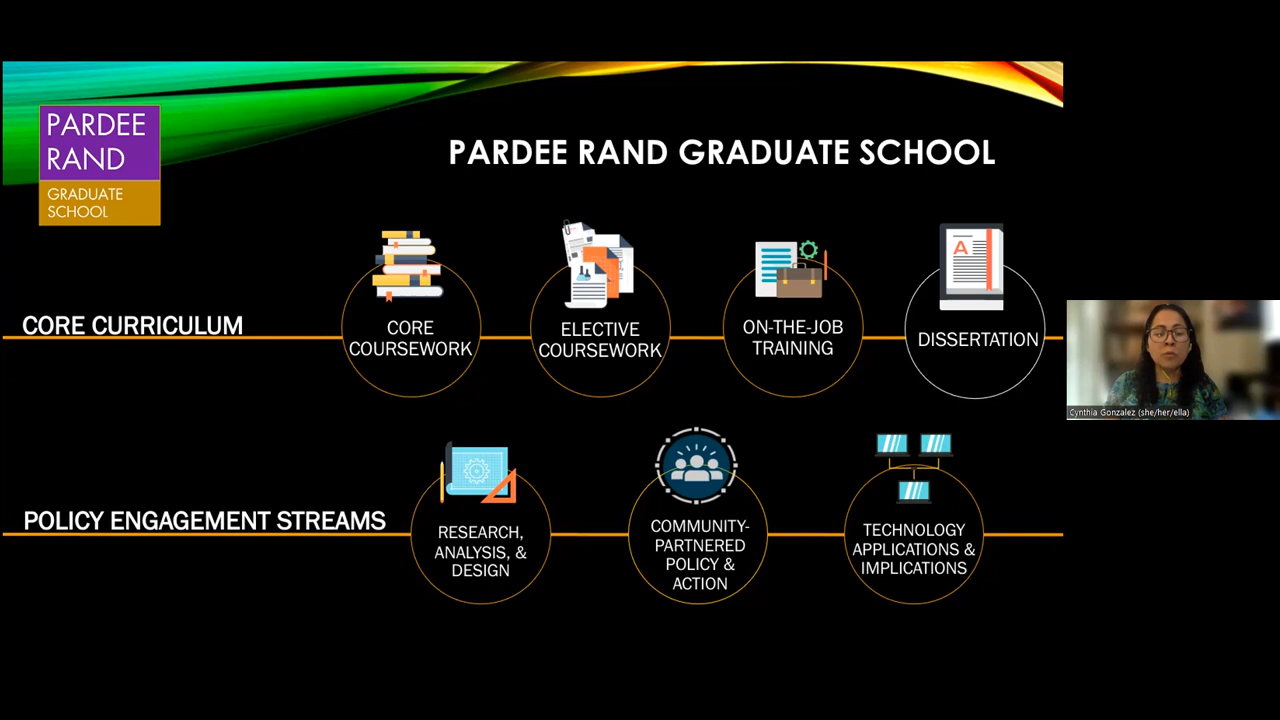 PARDEE
RAND
GRADUATE
SCHOOL
PARDEE RAND GRADUATE SCHOOL
CORE CURRICULUM
CORE
COURSEWORK
ELECTIVE
COURSEWORK
ON-THE-JOB
TRAINING
A
DISSERTATION
Cynthia Gonzalez (she/her/ella)
POLICY ENGAGEMENT STREAMS
RESEARCH,
ANALYSIS, &
DESIGN
COMMUNITY-
PARTNERED
POLICY &
ACTION
TECHNOLOGY
APPLICATIONS &
IMPLICATIONS